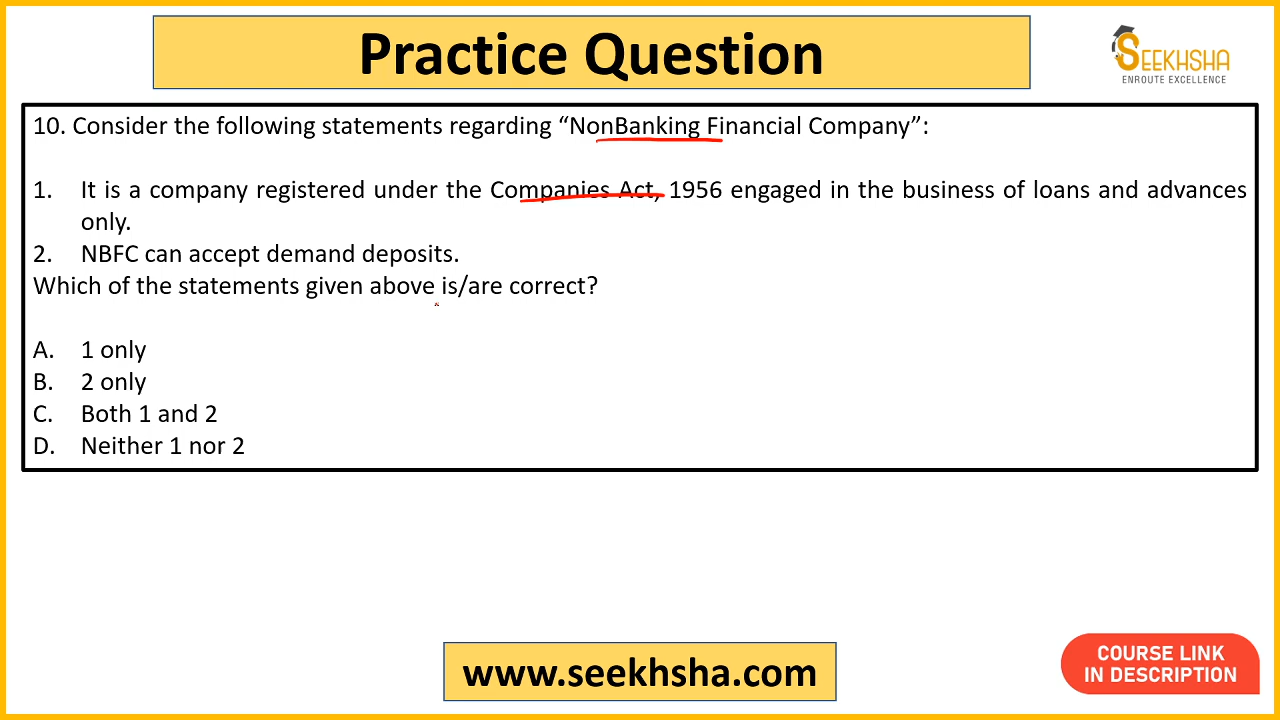 Practice Question
SEEKHSHA
ENROUTE EXCELLENCE
10. Consider the following statements regarding “NonBanking Financial Company”:
1. It is a company registered under the Companies Act, 1956 engaged in the business of loans and advances
only.
2. NBFC can accept demand deposits.
Which of the statements given above is/are correct?
A. 1 only
B. 2 only
C. Both 1 and 2
D. Neither 1 nor 2
www.seekhsha.com
COURSE LINK
IN DESCRIPTION